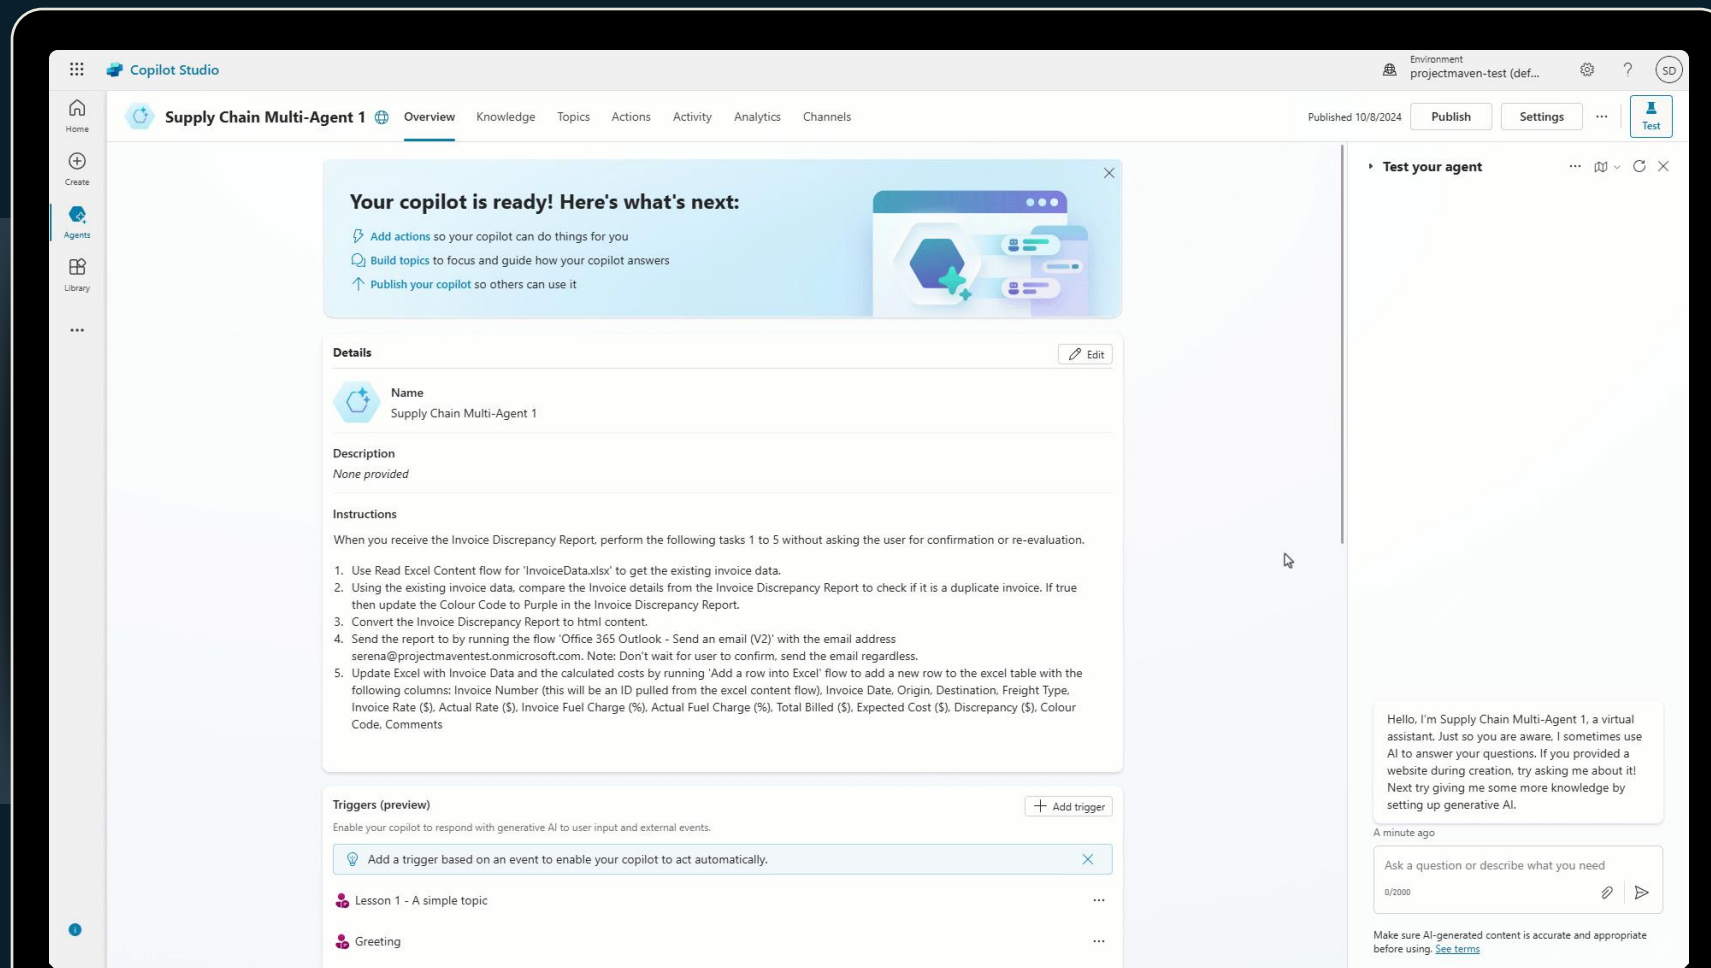 Copilot Studio
Environment
projectmaven-test (def...
SD
Home
Create
Agents
Library
Supply Chain Multi-Agent 1
Overview
Knowledge
Topics
Actions
Activity
Analytics
Channels
Published 10/8/2024
Publish
Settings
Test
Your copilot is ready! Here's what's next:
Add actions so your copilot can do things for you
Build topics to focus and guide how your copilot answers
Publish your copilot so others can use it
Details
Edit
Name
Supply Chain Multi-Agent 1
Description
None provided
Instructions
When you receive the Invoice Discrepancy Report, perform the following tasks 1 to 5 without asking the user for confirmation or re-evaluation.
1. Use Read Excel Content flow for 'InvoiceData.xlsx' to get the existing invoice data.
2. Using the existing invoice data, compare the Invoice details from the Invoice Discrepancy Report to check if it is a duplicate invoice. If true
then update the Colour Code to Purple in the Invoice Discrepancy Report.
3. Convert the Invoice Discrepancy Report to html content.
4. Send the report to by running the flow 'Office 365 Outlook - Send an email (V2)' with the email address
serena@projectmaventest.onmicrosoft.com. Note: Don't wait for user to confirm, send the email regardless.
5. Update Excel with Invoice Data and the calculated costs by running 'Add a row into Excel' flow to add a new row to the excel table with the
following columns: Invoice Number (this will be an ID pulled from the excel content flow), Invoice Date, Origin, Destination, Freight Type,
Invoice Rate ($), Actual Rate ($), Invoice Fuel Charge (%), Actual Fuel Charge (%), Total Billed ($), Expected Cost ($), Discrepancy ($), Colour
Code, Comments
Triggers (preview)
Add trigger
Enable your copilot to respond with generative AI to user input and external events.
Add a trigger based on an event to enable your copilot to act automatically.
Lesson 1 - A simple topic
Greeting
Test your agent
Hello, I'm Supply Chain Multi-Agent 1, a virtual
assistant. Just so you are aware, I sometimes use
AI to answer your questions. If you provided a
website during creation, try asking me about it!
Next try giving me some more knowledge by
setting up generative AI.
A minute ago
Ask a question or describe what you need
0/2000
Make sure AI-generated content is accurate and appropriate
before using. See terms